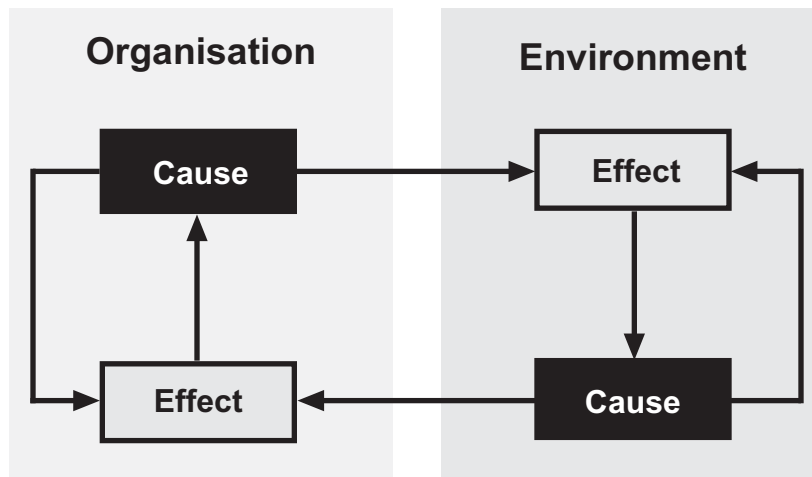 Organisation
Environment
Cause
Effect
Effect
Cause